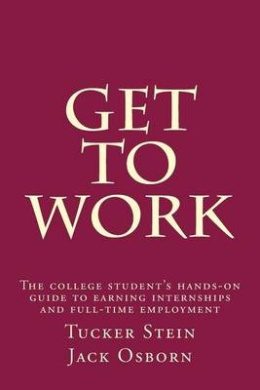 GET
TO
WORK
The college student's hands-on
guide to earning internships
and full-time employment
Tucker Stein
Jack Osborn